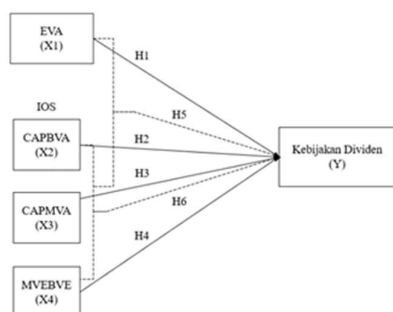 EVA
(X1)
H1
IOS
H5
CAPBVA
(X2)
H2
Kebijakan Dividen
(Y)
H3
CAPMVA
(X3)
H6
H4
MVEBVE
(X4)